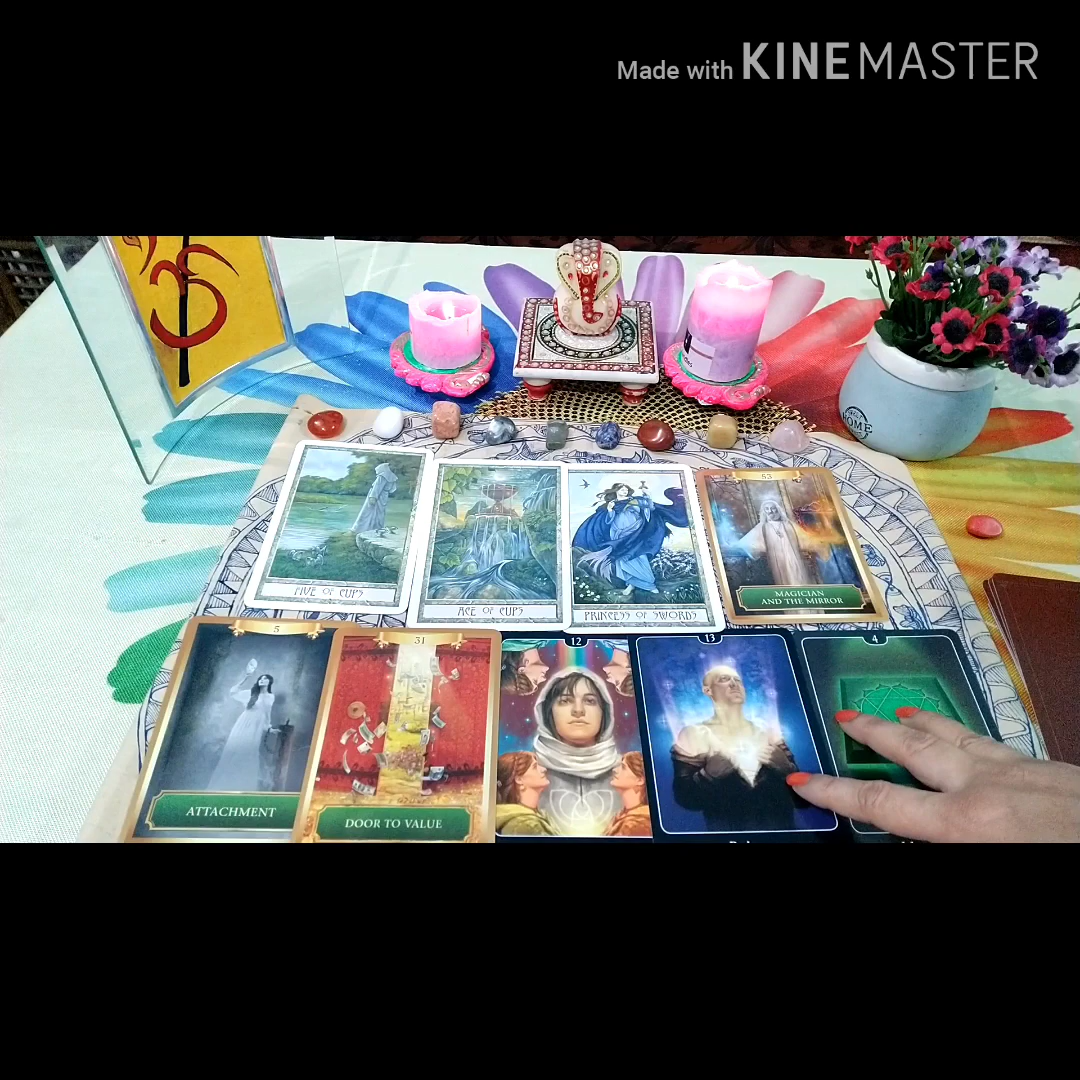 Made with KINEMASTER
HOME
FIVE OF CUPS
ACE OF CUPS
PRINCESS OF SWORDS
53
MAGICIAN
AND THE MIRROR
5
ATTACHMENT
31
DOOR TO VALUE
12
13
4